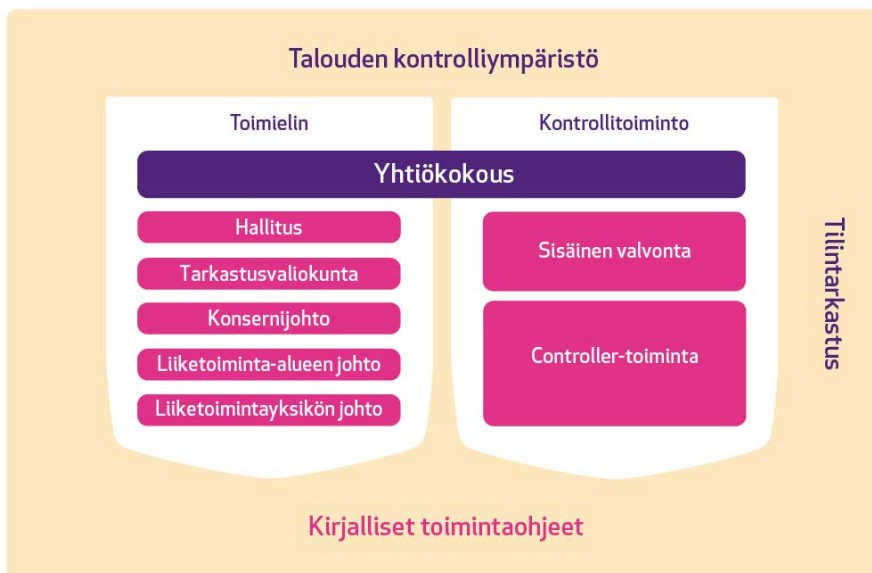 Talouden kontrolliympäristö
Toimielin
Kontrollitoiminto
Yhtiökokous
Hallitus
Tarkastusvaliokunta
Konsernijohto
Liiketoiminta-alueen johto
Liiketoimintayksikön johto
Sisäinen valvonta
Controller-toiminta
Tilintarkastus
Kirjalliset toimintaohjeet